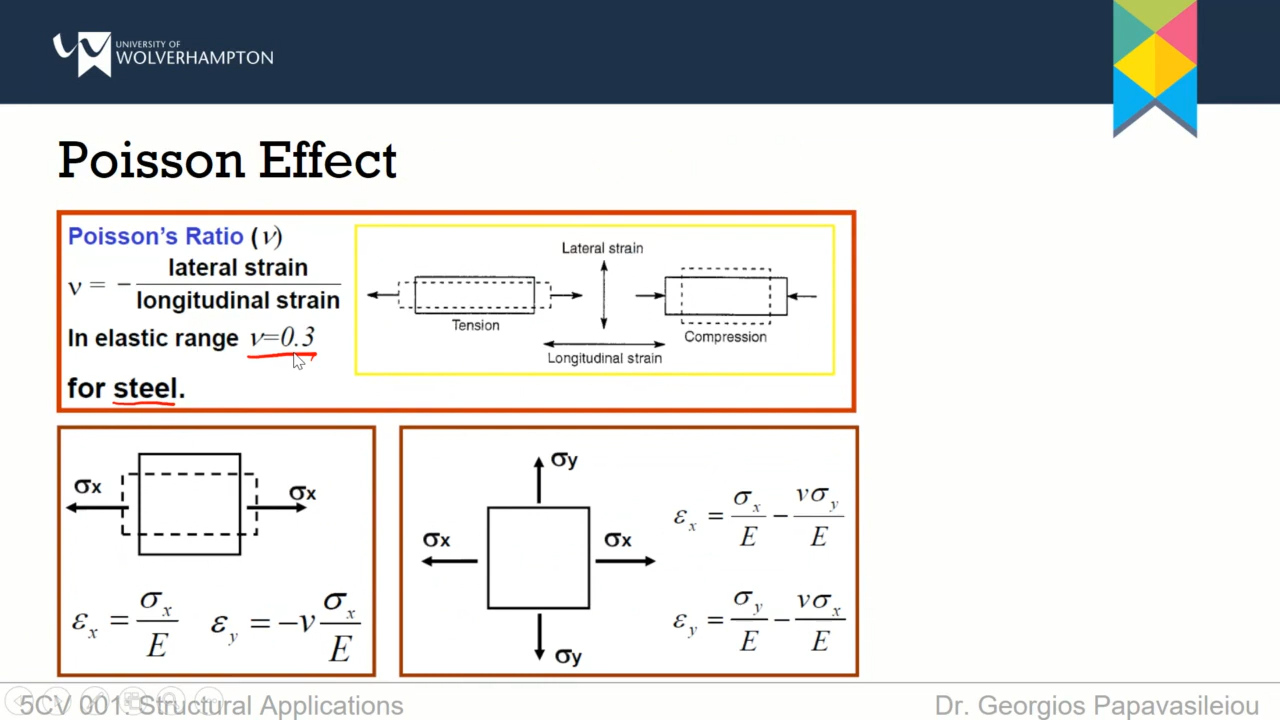 UNIVERSITY OF
WOLVERHAMPTON
Poisson Effect
Poisson's Ratio (ν)
ν = − lateral strain / longitudinal strain
In elastic range ν=0.3
for steel.
Lateral strain
Tension
Compression
Longitudinal strain
σx
σx
εx = σx/E
εy = −ν σx/E
σy
σx
σx
σy
εx = σx/E − νσy/E
εy = σy/E − νσx/E
5CV 001: Structural Applications
Dr. Georgios Papavasileiou